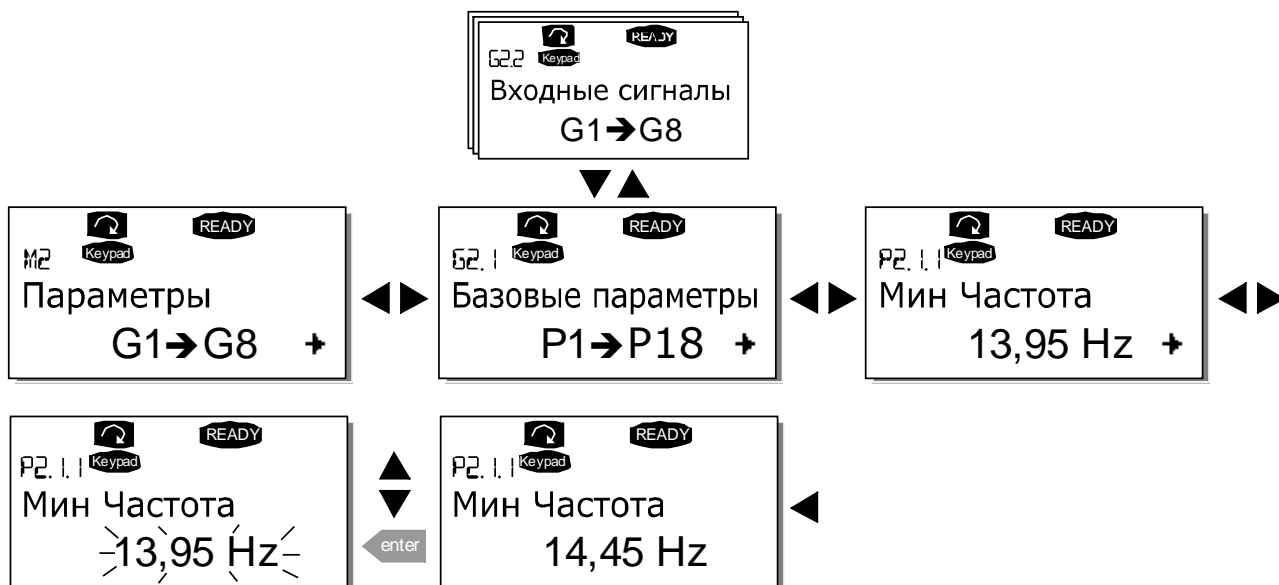 READY
G2.2 Keypad
Входные сигналы
G1➔G8
READY
M2 Keypad
Параметры
G1➔G8
READY
G2.1 Keypad
Базовые параметры
P1➔P18
READY
P2.1.1 Keypad
Мин Частота
13,95 Hz
READY
P2.1.1 Keypad
Мин Частота
13,95 Hz
enter
READY
P2.1.1 Keypad
Мин Частота
14,45 Hz